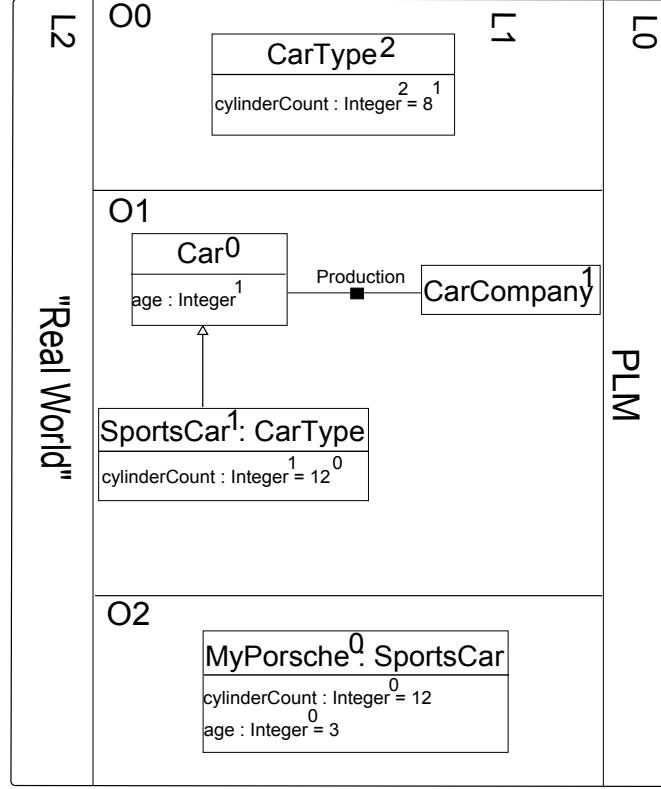 L2
O0
L1
L0
CarType2
cylinderCount : Integer2 = 81
O1
Car0
age : Integer1
Production
CarCompany1
"Real World"
PLM
SportsCar1: CarType
cylinderCount : Integer1 = 120
O2
MyPorsche0: SportsCar
cylinderCount : Integer0 = 12
age : Integer0 = 3